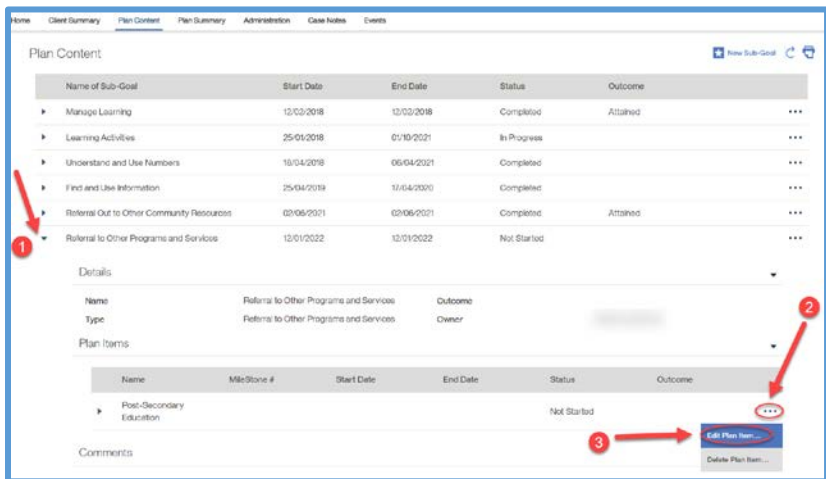 Home Client Summary Plan Content Plan Summary Administration Case Notes Events
Plan Content New Sub-Goal
Name of Sub-Goal Start Date End Date Status Outcome
Manage Learning 12/02/2018 12/02/2018 Completed Attained ...
Learning Activities 25/01/2018 01/10/2021 In Progress ...
Understand and Use Numbers 10/04/2018 06/04/2021 Completed ...
Find and Use Information 25/04/2019 17/04/2020 Completed ...
Referral Out to Other Community Resources 02/06/2021 02/06/2021 Completed Attained ...
1 Referral to Other Programs and Services 12/01/2022 12/01/2022 Not Started ...
Details
Name Referral to Other Programs and Services Outcome
Type Referral to Other Programs and Services Owner
2
Plan Items
Name MileStone # Start Date End Date Status Outcome
Post-Secondary
Education Not Started ...
3 Edit Plan Item...
Comments
Delete Plan Item...